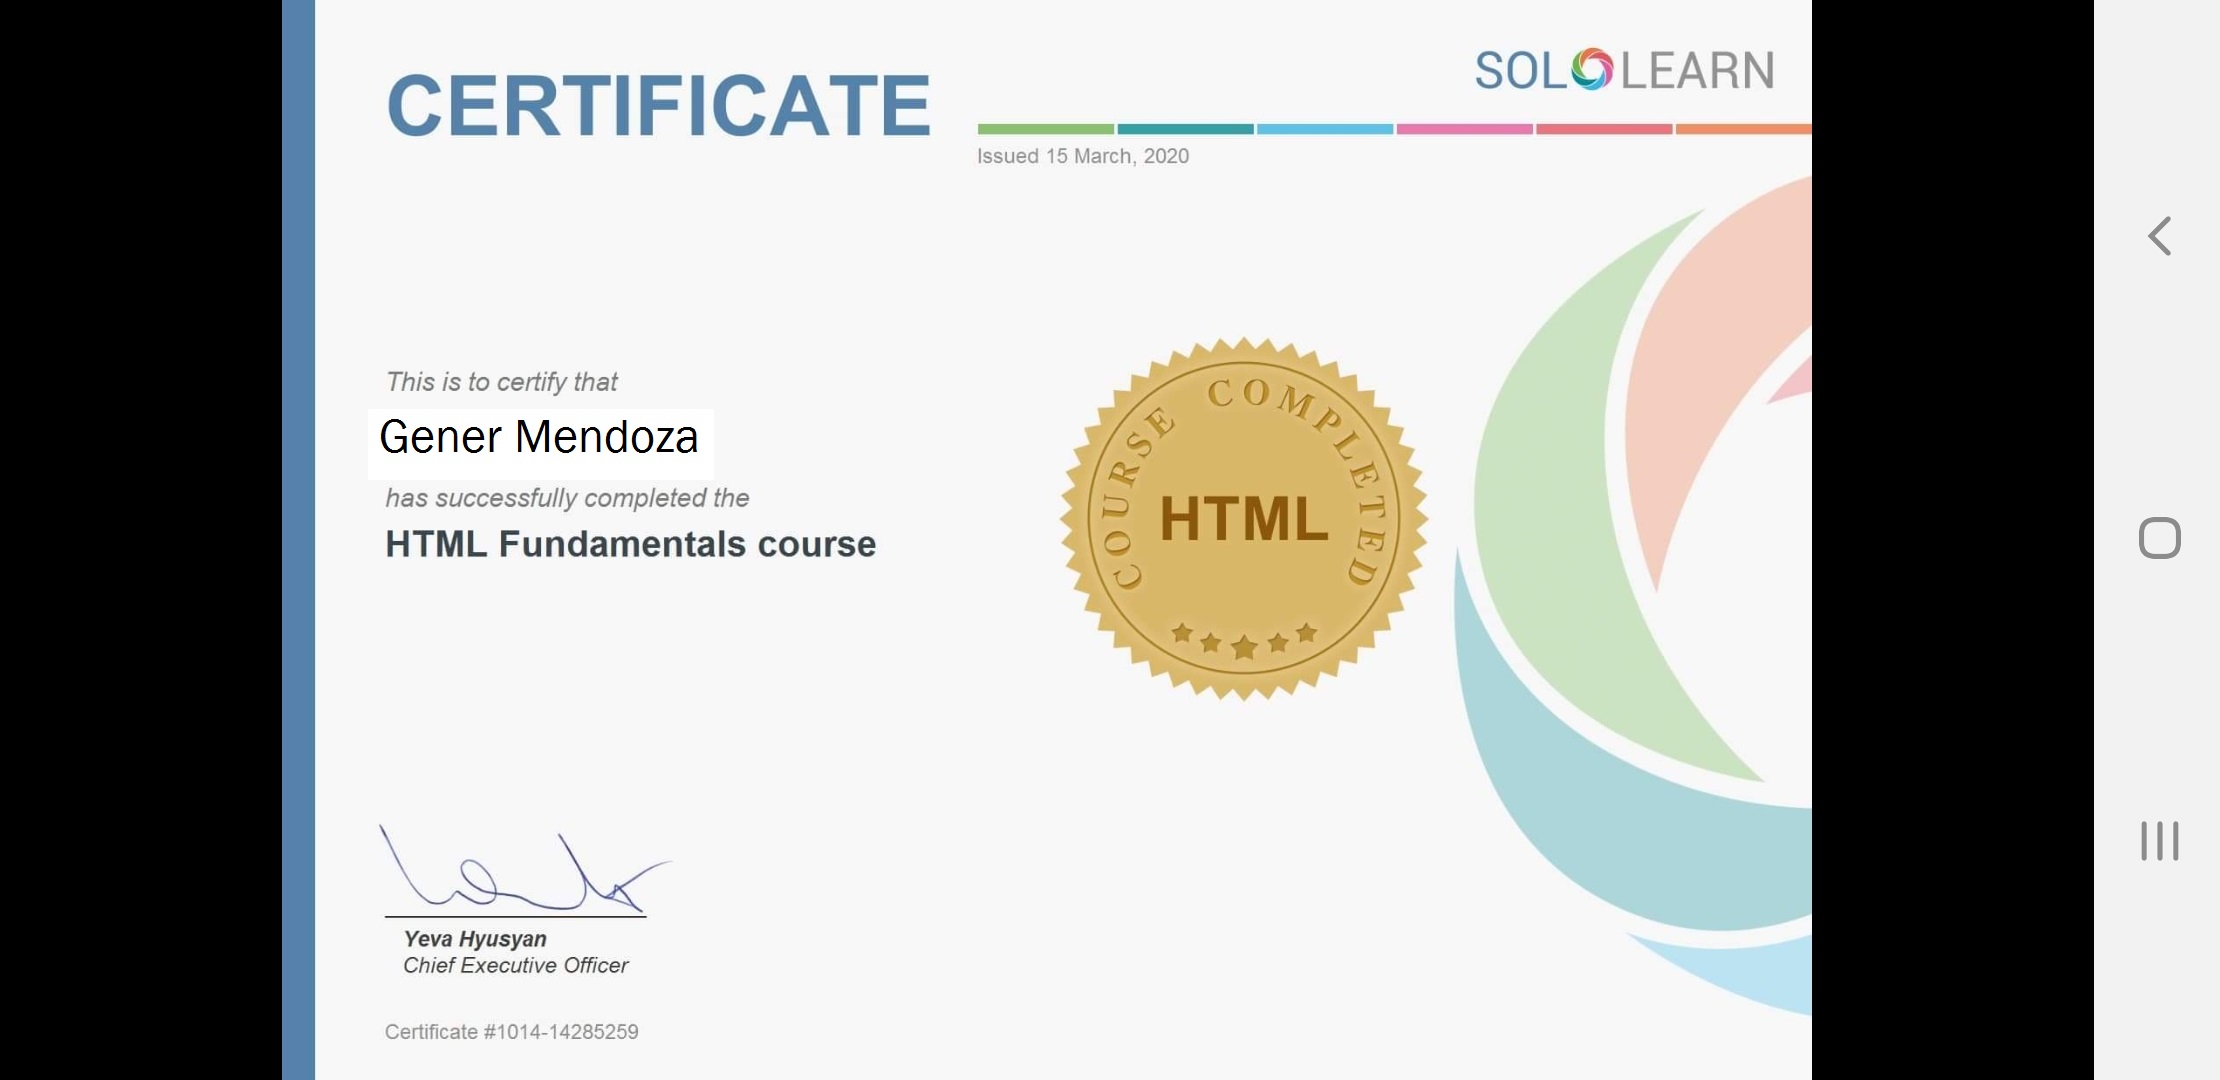 CERTIFICATE
SOLOLEARN
Issued 15 March, 2020
This is to certify that
Gener Mendoza
has successfully completed the
HTML Fundamentals course
COURSE COMPLETED
HTML
Yeva Hyusyan
Chief Executive Officer
Certificate #1014-14285259